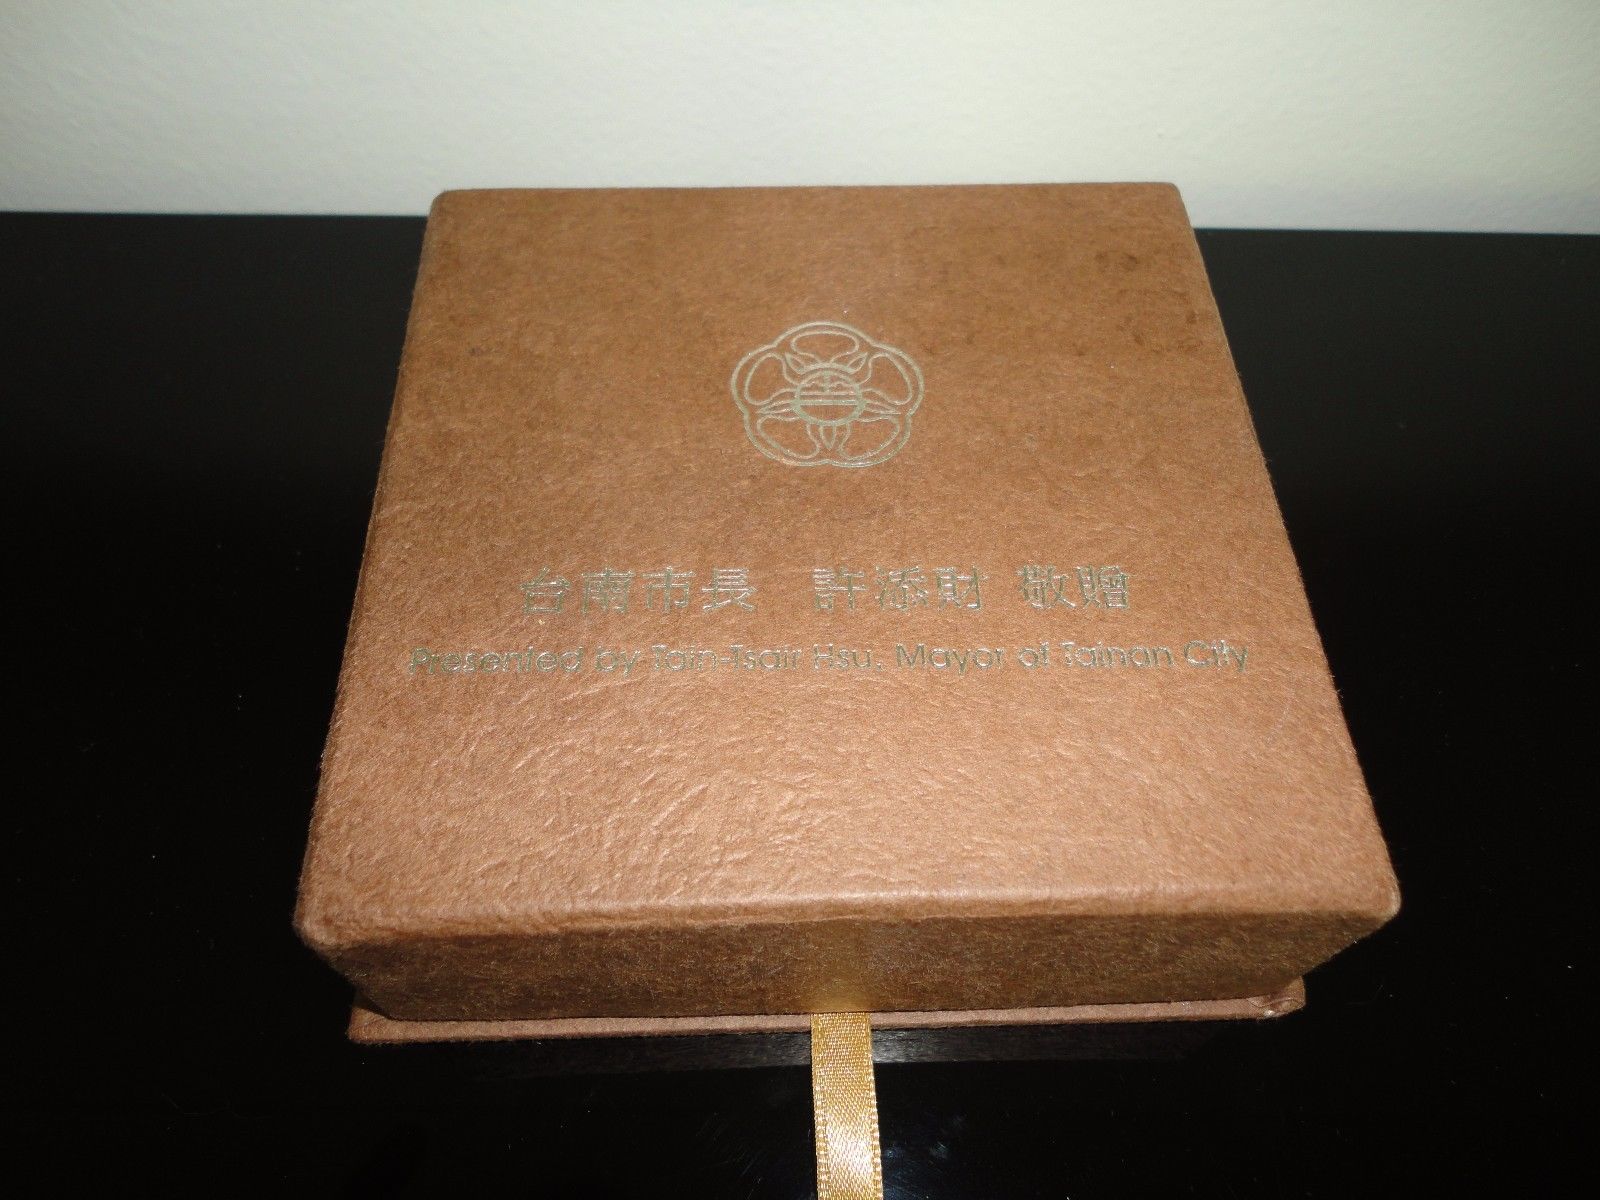 台南市長 許添財 敬贈
Presented by Tain-Tsair Hsu, Mayor of Tainan City